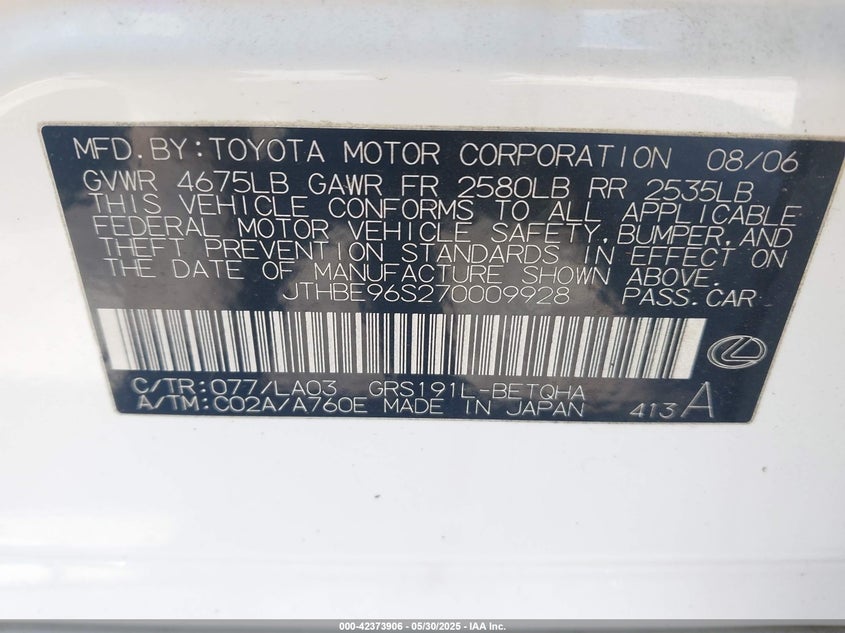 MFD.BY:TOYOTA MOTOR CORPORATION 08/06
GVWR 4675LB GAWR FR 2580LB RR 2535LB
THIS VEHICLE CONFORMS TO ALL APPLICABLE
FEDERAL MOTOR VEHICLE SAFETY,BUMPER,AND
THEFT PREVENTION STANDARDS IN EFFECT ON
THE DATE OF MANUFACTURE SHOWN ABOVE.
JTHBE96S270009928 PASS.CAR
C/TR:077/LA03 GRS191L-BETQHA
A/TM:C02A/A760E MADE IN JAPAN 413A
000-42373906 - 05/30/2025 - IAA Inc.